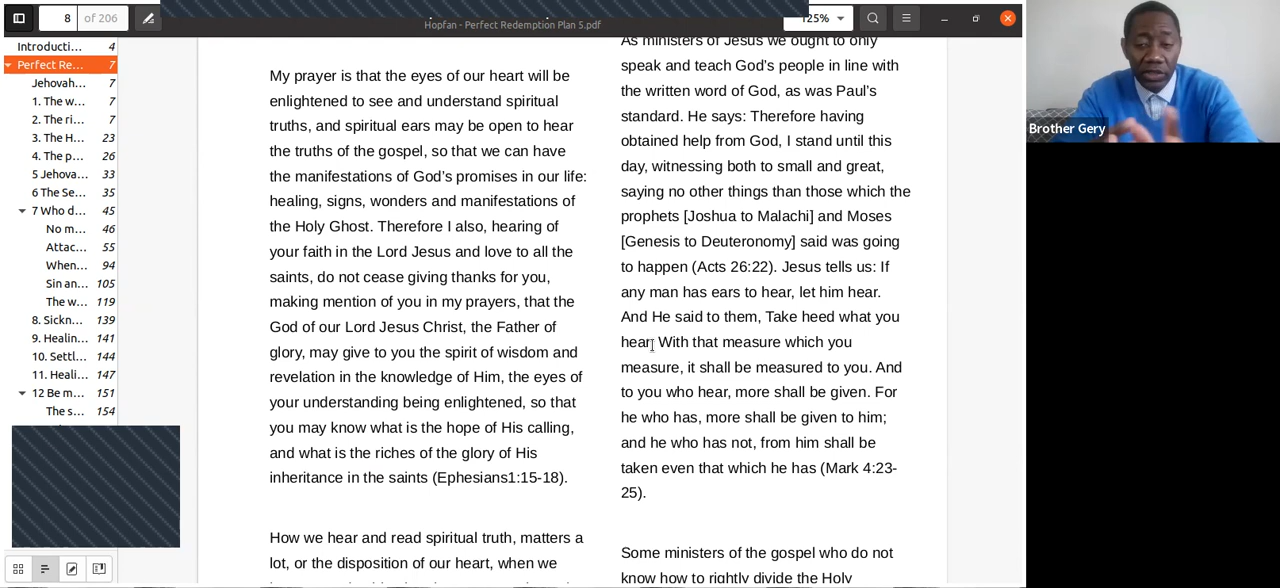 8
of 206
Hopfan - Perfect Redemption Plan 5.pdf
125%
Introducti... 4
Perfect Re... 7
Jehovah... 7
1. The w... 7
2. The ri... 7
3. The H... 23
4. The p... 26
5 Jehova... 33
6 The Se... 35
7 Who d... 45
No m... 46
Attac... 55
When... 94
Sin an... 105
The w... 119
8. Sickn... 139
9. Healin... 141
10. Settl... 144
11. Heali... 147
12 Be m... 151
The s... 154
My prayer is that the eyes of our heart will be
enlightened to see and understand spiritual
truths, and spiritual ears may be open to hear
the truths of the gospel, so that we can have
the manifestations of God's promises in our life:
healing, signs, wonders and manifestations of
the Holy Ghost. Therefore I also, hearing of
your faith in the Lord Jesus and love to all the
saints, do not cease giving thanks for you,
making mention of you in my prayers, that the
God of our Lord Jesus Christ, the Father of
glory, may give to you the spirit of wisdom and
revelation in the knowledge of Him, the eyes of
your understanding being enlightened, so that
you may know what is the hope of His calling,
and what is the riches of the glory of His
inheritance in the saints (Ephesians1:15-18).
How we hear and read spiritual truth, matters a
lot, or the disposition of our heart, when we
As ministers of Jesus we ought to only
speak and teach God's people in line with
the written word of God, as was Paul's
standard. He says: Therefore having
obtained help from God, I stand until this
day, witnessing both to small and great,
saying no other things than those which the
prophets [Joshua to Malachi] and Moses
[Genesis to Deuteronomy] said was going
to happen (Acts 26:22). Jesus tells us: If
any man has ears to hear, let him hear.
And He said to them, Take heed what you
hear. With that measure which you
measure, it shall be measured to you. And
to you who hear, more shall be given. For
he who has, more shall be given to him;
and he who has not, from him shall be
taken even that which he has (Mark 4:23-
25).
Some ministers of the gospel who do not
know how to rightly divide the Holy
Brother Gery